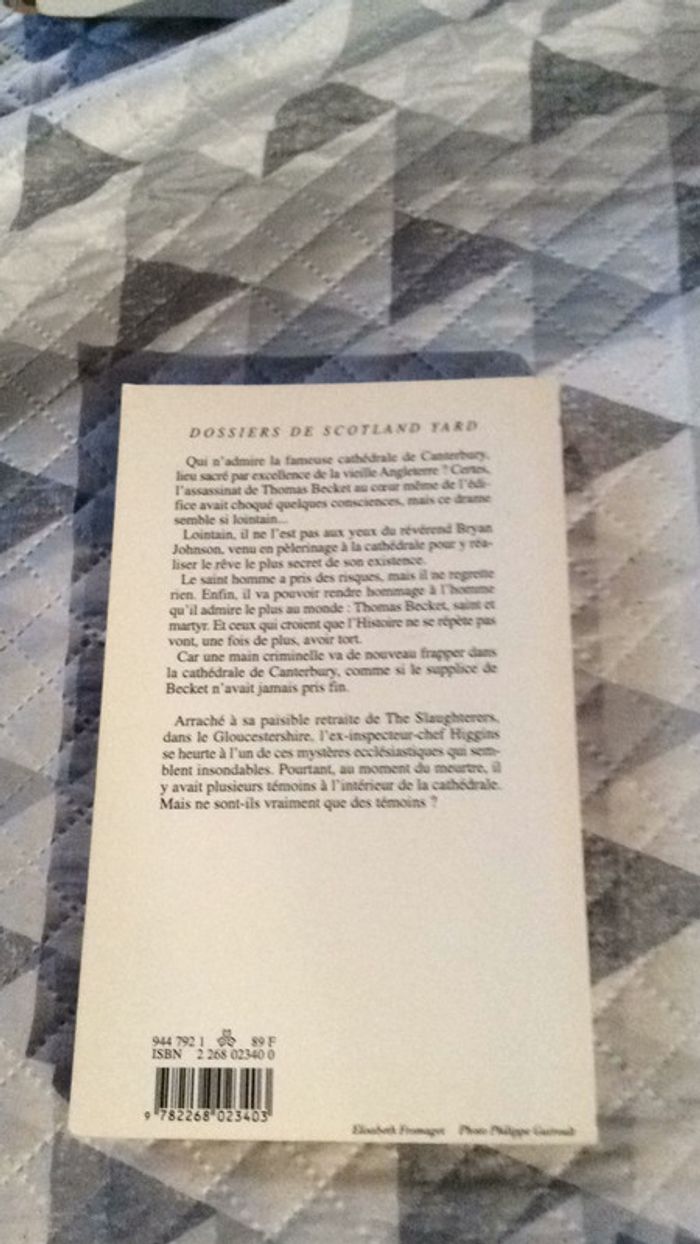 DOSSIERS DE SCOTLAND YARD
Qui n'admire la fameuse cathédrale de Canterbury,
lieu sacré par excellence de la vieille Angleterre ? Certes,
l'assassinat de Thomas Becket au cœur même de l'édi-
fice avait choqué quelques consciences, mais ce drame
semble si lointain...
Lointain, il ne l'est pas aux yeux du révérend Bryan
Johnson, venu en pèlerinage à la cathédrale pour y réa-
liser le rêve le plus secret de son existence.
Le saint homme a pris des risques, mais il ne regrette
rien. Enfin, il va pouvoir rendre hommage à l'homme
qu'il admire le plus au monde : Thomas Becket, saint et
martyr. Et ceux qui croient que l'Histoire ne se répète pas
vont, une fois de plus, avoir tort.
Car une main criminelle va de nouveau frapper dans
la cathédrale de Canterbury, comme si le supplice de
Becket n'avait jamais pris fin.
Arraché à sa paisible retraite de The Slaughterers,
dans le Gloucestershire, l'ex-inspecteur-chef Higgins
se heurte à l'un de ces mystères ecclésiastiques qui sem-
blent insondables. Pourtant, au moment du meurtre, il
y avait plusieurs témoins à l'intérieur de la cathédrale.
Mais ne sont-ils vraiment que des témoins ?
944 792 1 89 F
ISBN 2 268 02340 0
9 782268 023403
Elisabeth Fromaget Photo Philippe